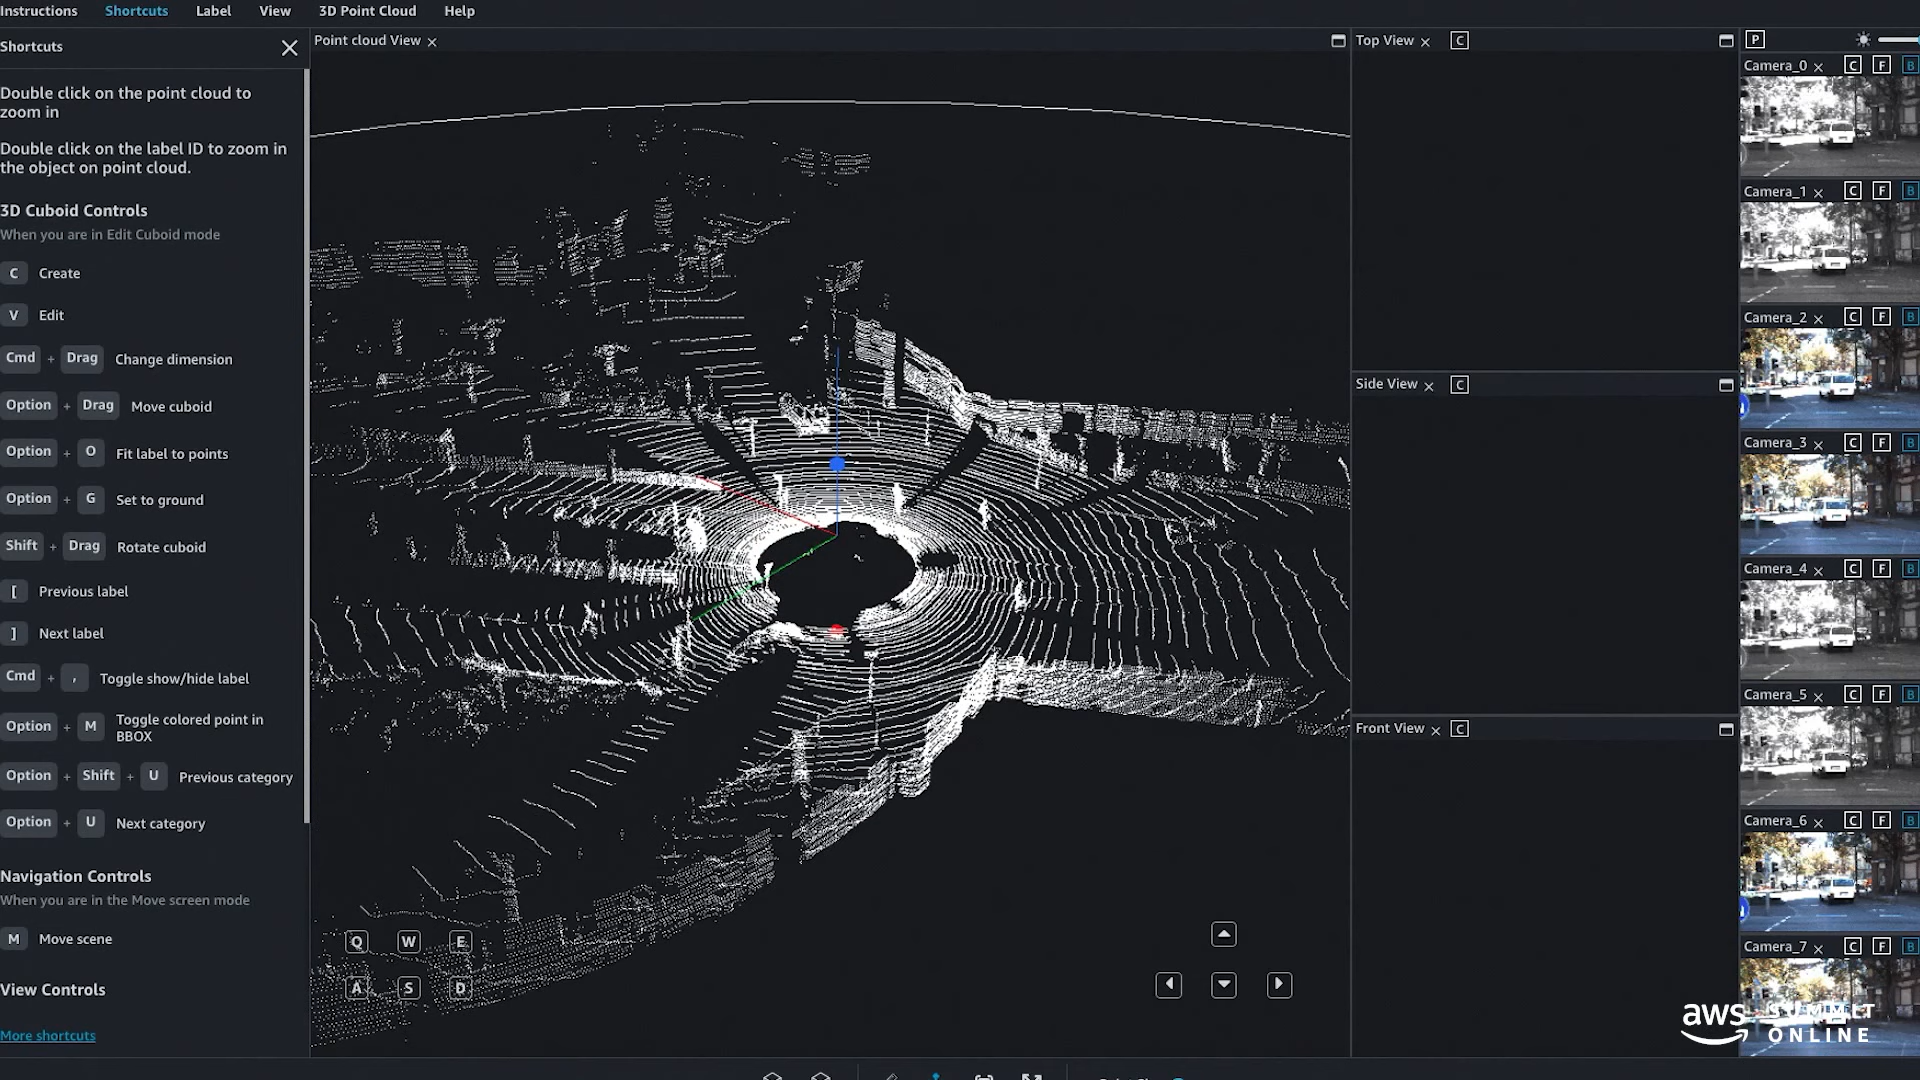 Instructions Shortcuts Label View 3D Point Cloud Help
Shortcuts
Double click on the point cloud to
zoom in
Double click on the label ID to zoom in
the object on point cloud.
3D Cuboid Controls
When you are in Edit Cuboid mode
C Create
V Edit
Cmd + Drag Change dimension
Option + Drag Move cuboid
Option + O Fit label to points
Option + G Set to ground
Shift + Drag Rotate cuboid
[ Previous label
] Next label
Cmd + , Toggle show/hide label
Option + M Toggle colored point in
BBOX
Option + Shift + U Previous category
Option + U Next category
Navigation Controls
When you are in the Move screen mode
M Move scene
View Controls
More shortcuts
Point cloud View
Q W E
A S D
Top View C
Side View C
Front View C
P
Camera_0 C F B
Camera_1 C F B
Camera_2 C F B
Camera_3 C F B
Camera_4 C F B
Camera_5 C F B
Camera_6 C F B
Camera_7 C F B
aws SUMMIT
ONLINE